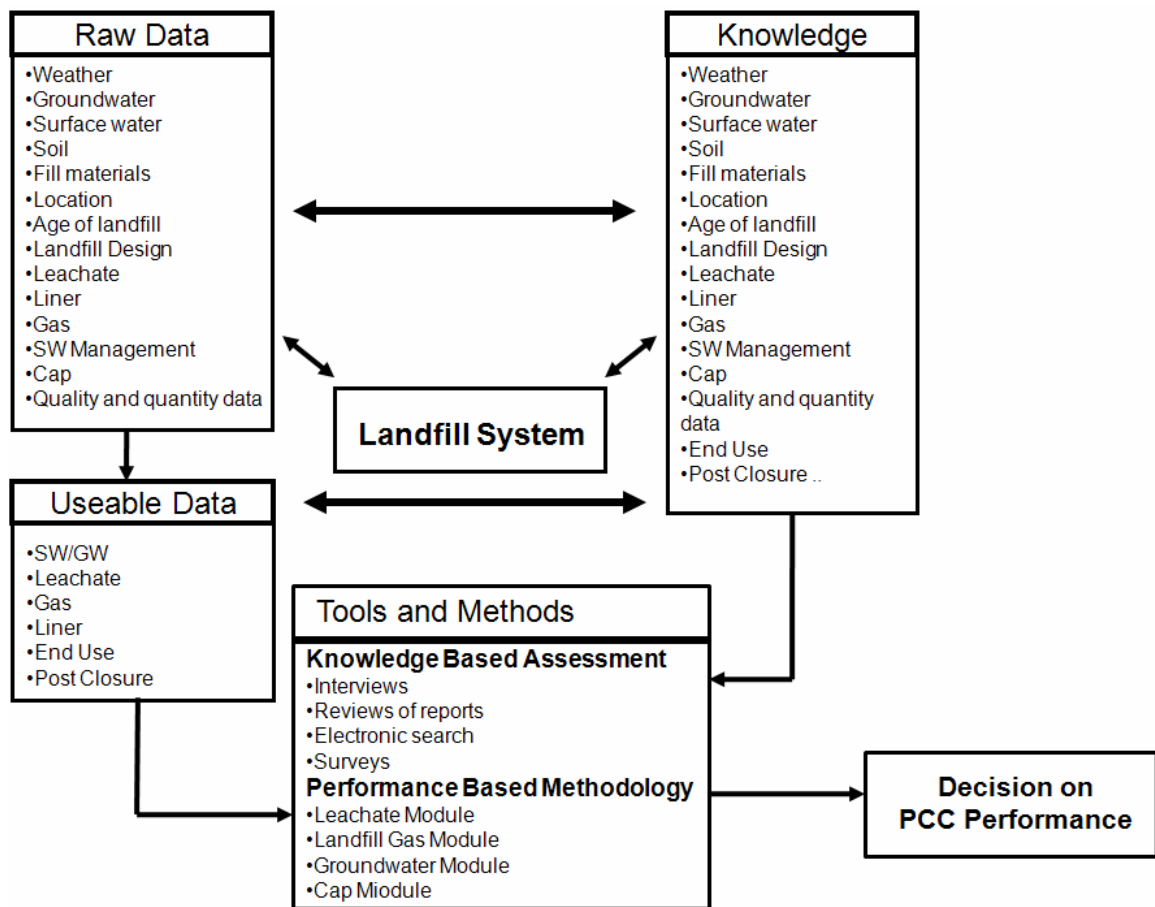 Raw Data
•Weather
•Groundwater
•Surface water
•Soil
•Fill materials
•Location
•Age of landfill
•Landfill Design
•Leachate
•Liner
•Gas
•SW Management
•Cap
•Quality and quantity data
Knowledge
•Weather
•Groundwater
•Surface water
•Soil
•Fill materials
•Location
•Age of landfill
•Landfill Design
•Leachate
•Liner
•Gas
•SW Management
•Cap
•Quality and quantity
data
•End Use
•Post Closure ..
Landfill System
Useable Data
•SW/GW
•Leachate
•Gas
•Liner
•End Use
•Post Closure
Tools and Methods
Knowledge Based Assessment
•Interviews
•Reviews of reports
•Electronic search
•Surveys
Performance Based Methodology
•Leachate Module
•Landfill Gas Module
•Groundwater Module
•Cap Miodule
Decision on
PCC Performance